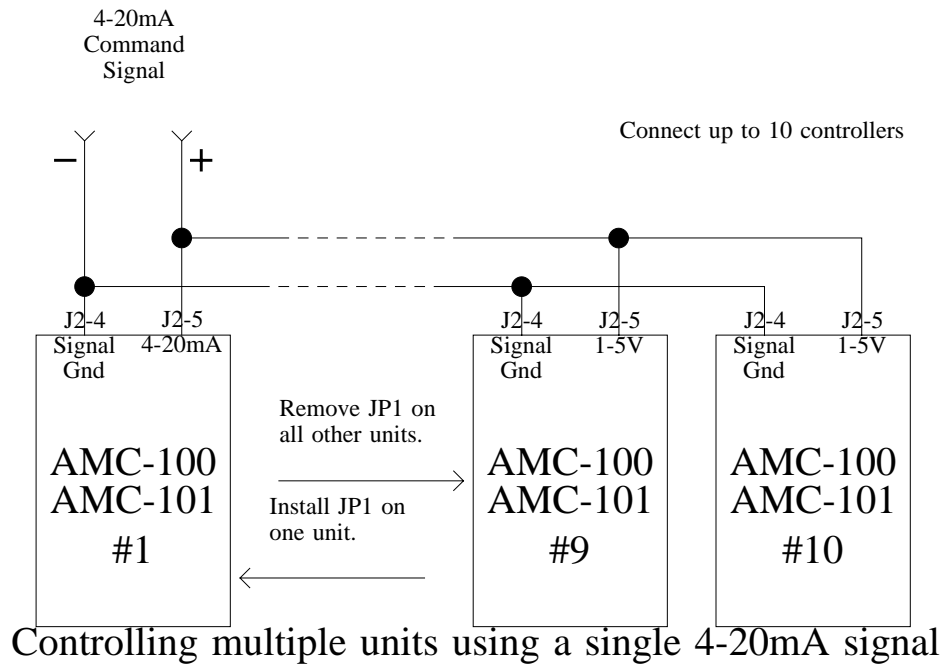 4-20mA
Command
Signal
Connect up to 10 controllers
− +
J2-4 J2-5 J2-4 J2-5 J2-4 J2-5
Signal 4-20mA Signal 1-5V Signal 1-5V
Gnd Gnd Gnd
Remove JP1 on
all other units.
AMC-100 AMC-100 AMC-100
AMC-101 AMC-101 AMC-101
Install JP1 on
one unit.
#1 #9 #10
Controlling multiple units using a single 4-20mA signal